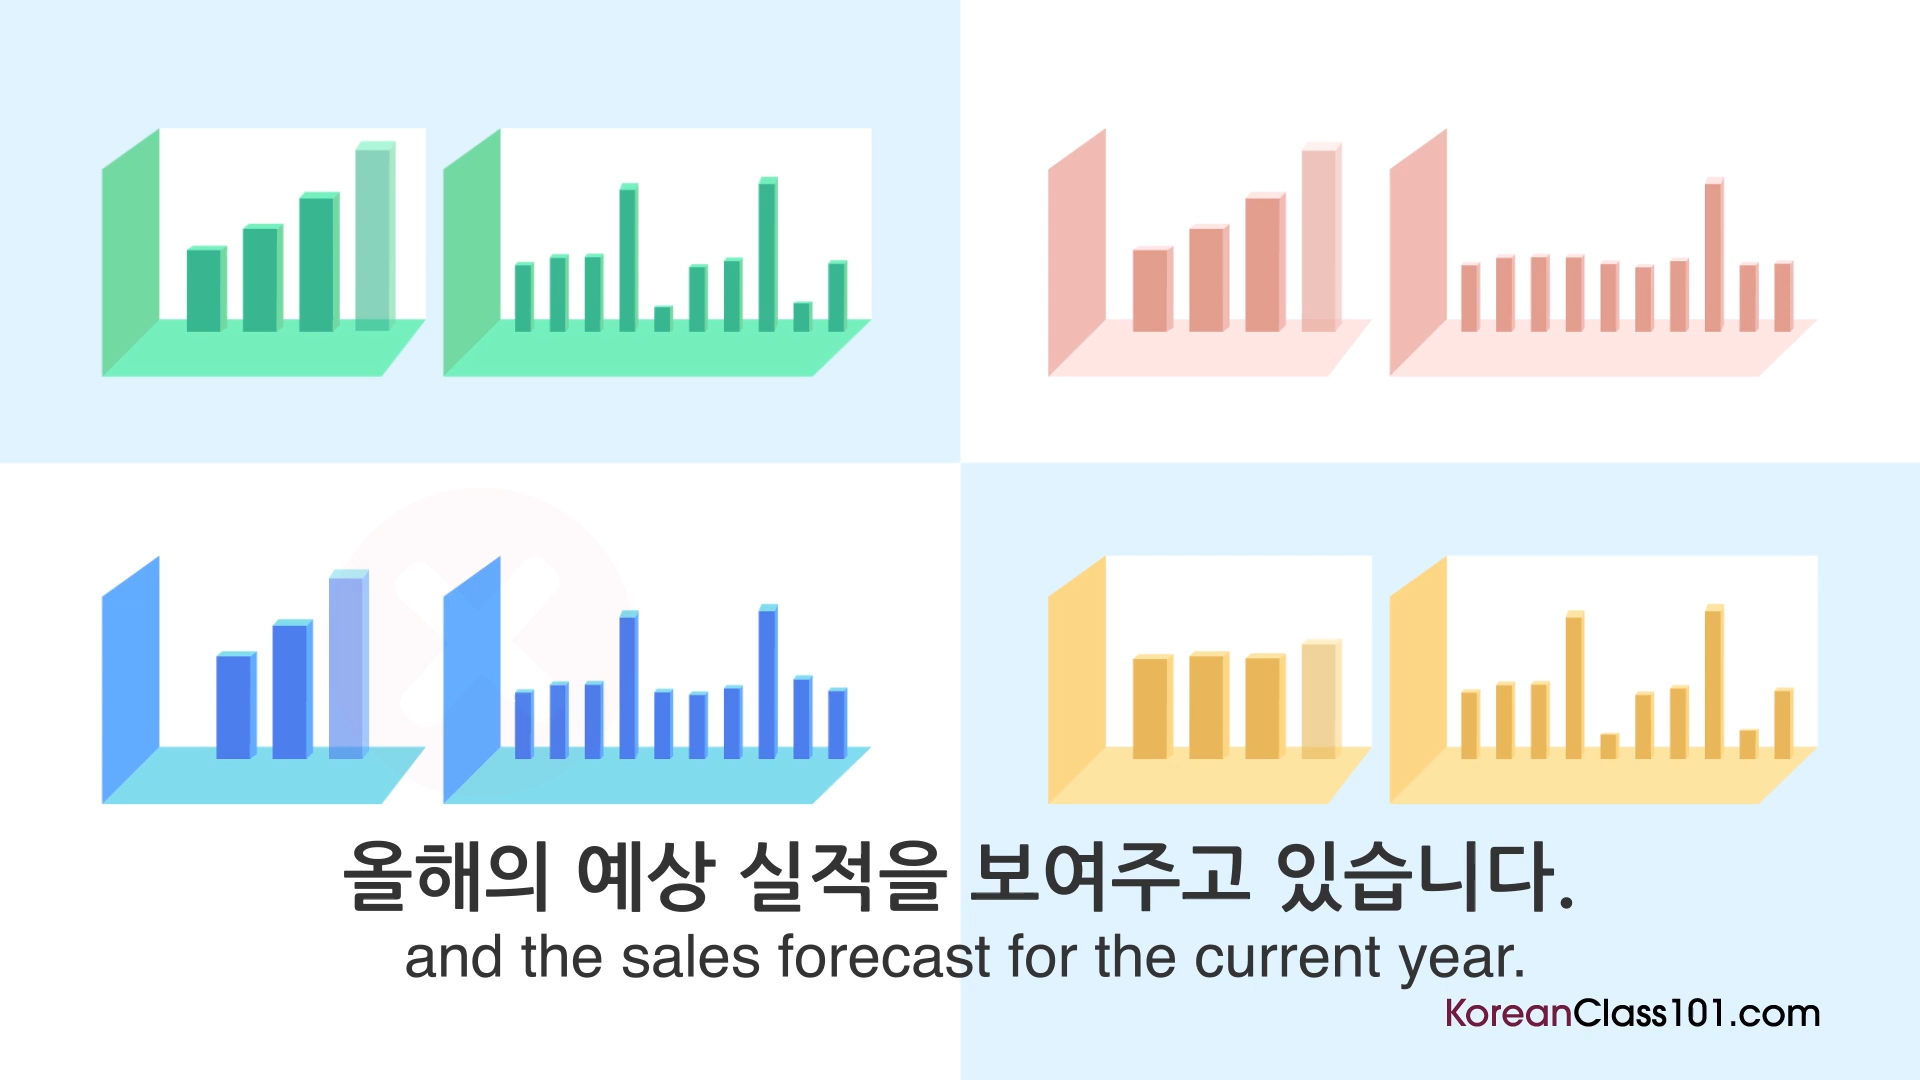 올해의 예상 실적을 보여주고 있습니다.
and the sales forecast for the current year.
KoreanClass101.com